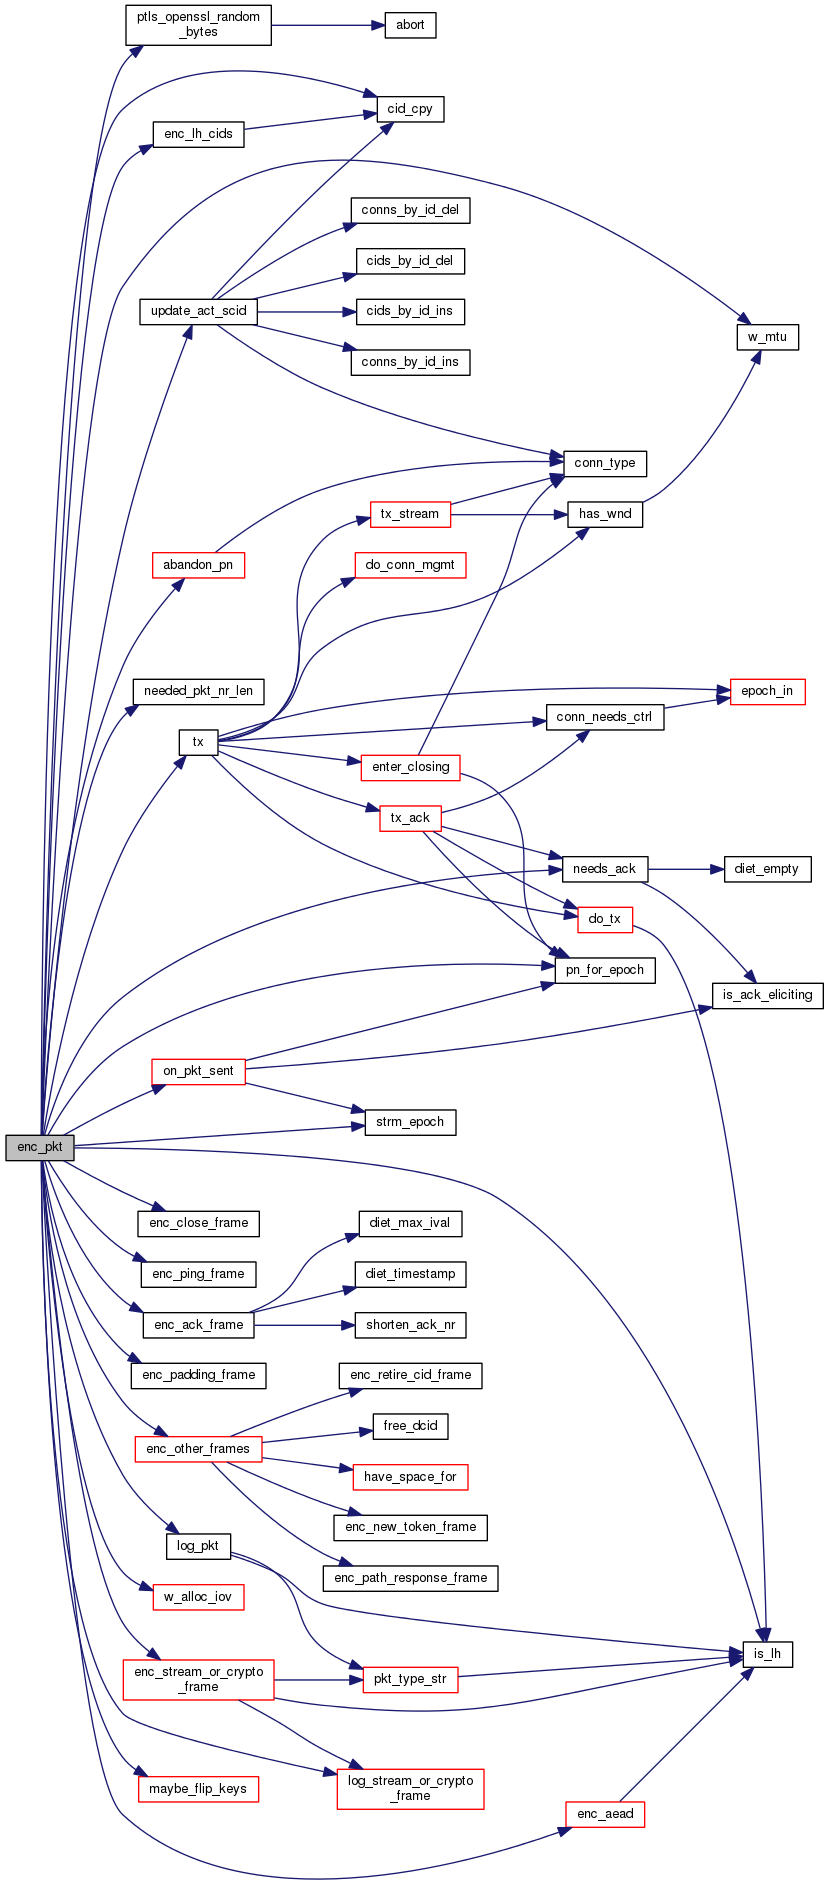 ptls_openssl_random
_bytes
abort
cid_cpy
enc_lh_cids
conns_by_id_del
cids_by_id_del
update_act_scid
cids_by_id_ins
w_mtu
conns_by_id_ins
conn_type
tx_stream
has_wnd
abandon_pn
do_conn_mgmt
needed_pkt_nr_len
epoch_in
conn_needs_ctrl
tx
enter_closing
tx_ack
needs_ack
diet_empty
do_tx
pn_for_epoch
is_ack_eliciting
on_pkt_sent
strm_epoch
enc_pkt
enc_close_frame
diet_max_ival
enc_ping_frame
diet_timestamp
enc_ack_frame
shorten_ack_nr
enc_padding_frame
enc_retire_cid_frame
free_dcid
enc_other_frames
have_space_for
enc_new_token_frame
log_pkt
enc_path_response_frame
w_alloc_iov
is_lh
enc_stream_or_crypto
_frame
pkt_type_str
maybe_flip_keys
log_stream_or_crypto
_frame
enc_aead